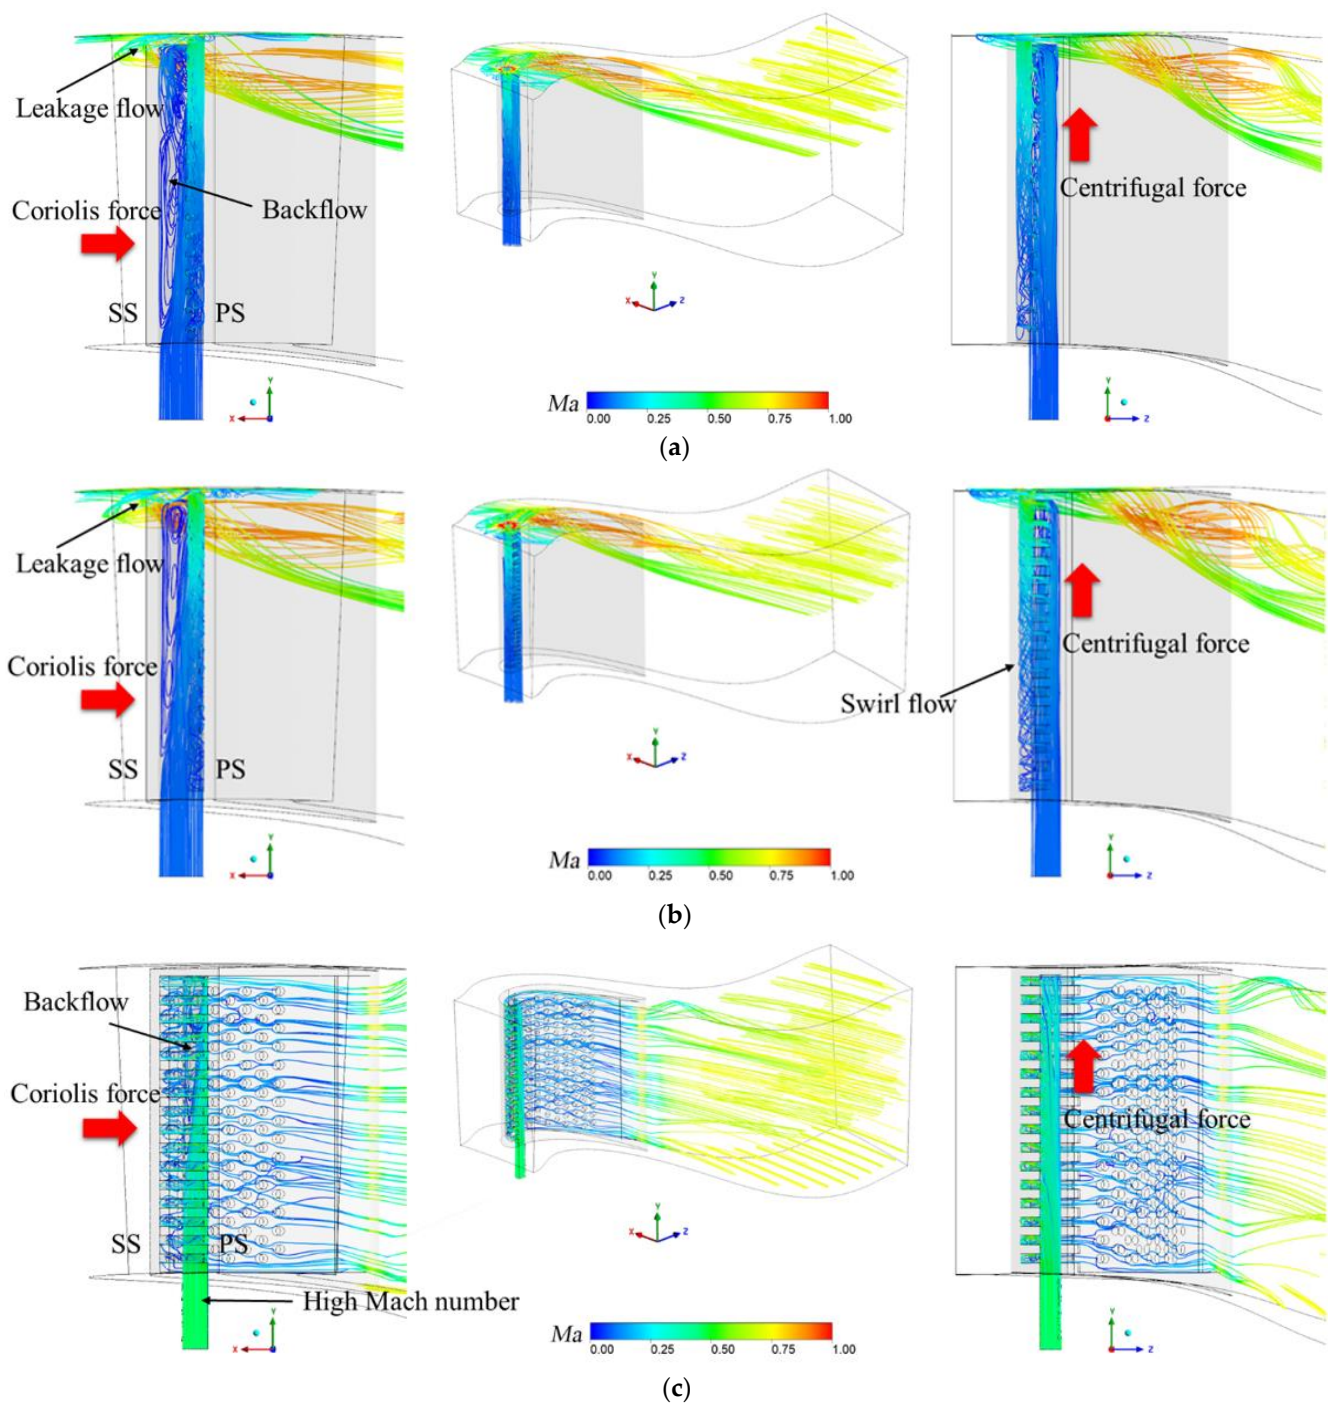 Leakage flow
Coriolis force
Backflow
SS
PS
Y
X
Y
X
Z
Ma
0.00 0.25 0.50 0.75 1.00
Centrifugal force
Y
Z
(a)
Leakage flow
Coriolis force
SS
PS
Y
X
Y
X
Z
Ma
0.00 0.25 0.50 0.75 1.00
Centrifugal force
Swirl flow
Y
Z
(b)
Backflow
Coriolis force
SS
PS
High Mach number
Y
X
Y
X
Z
Ma
0.00 0.25 0.50 0.75 1.00
Centrifugal force
Y
Z
(c)